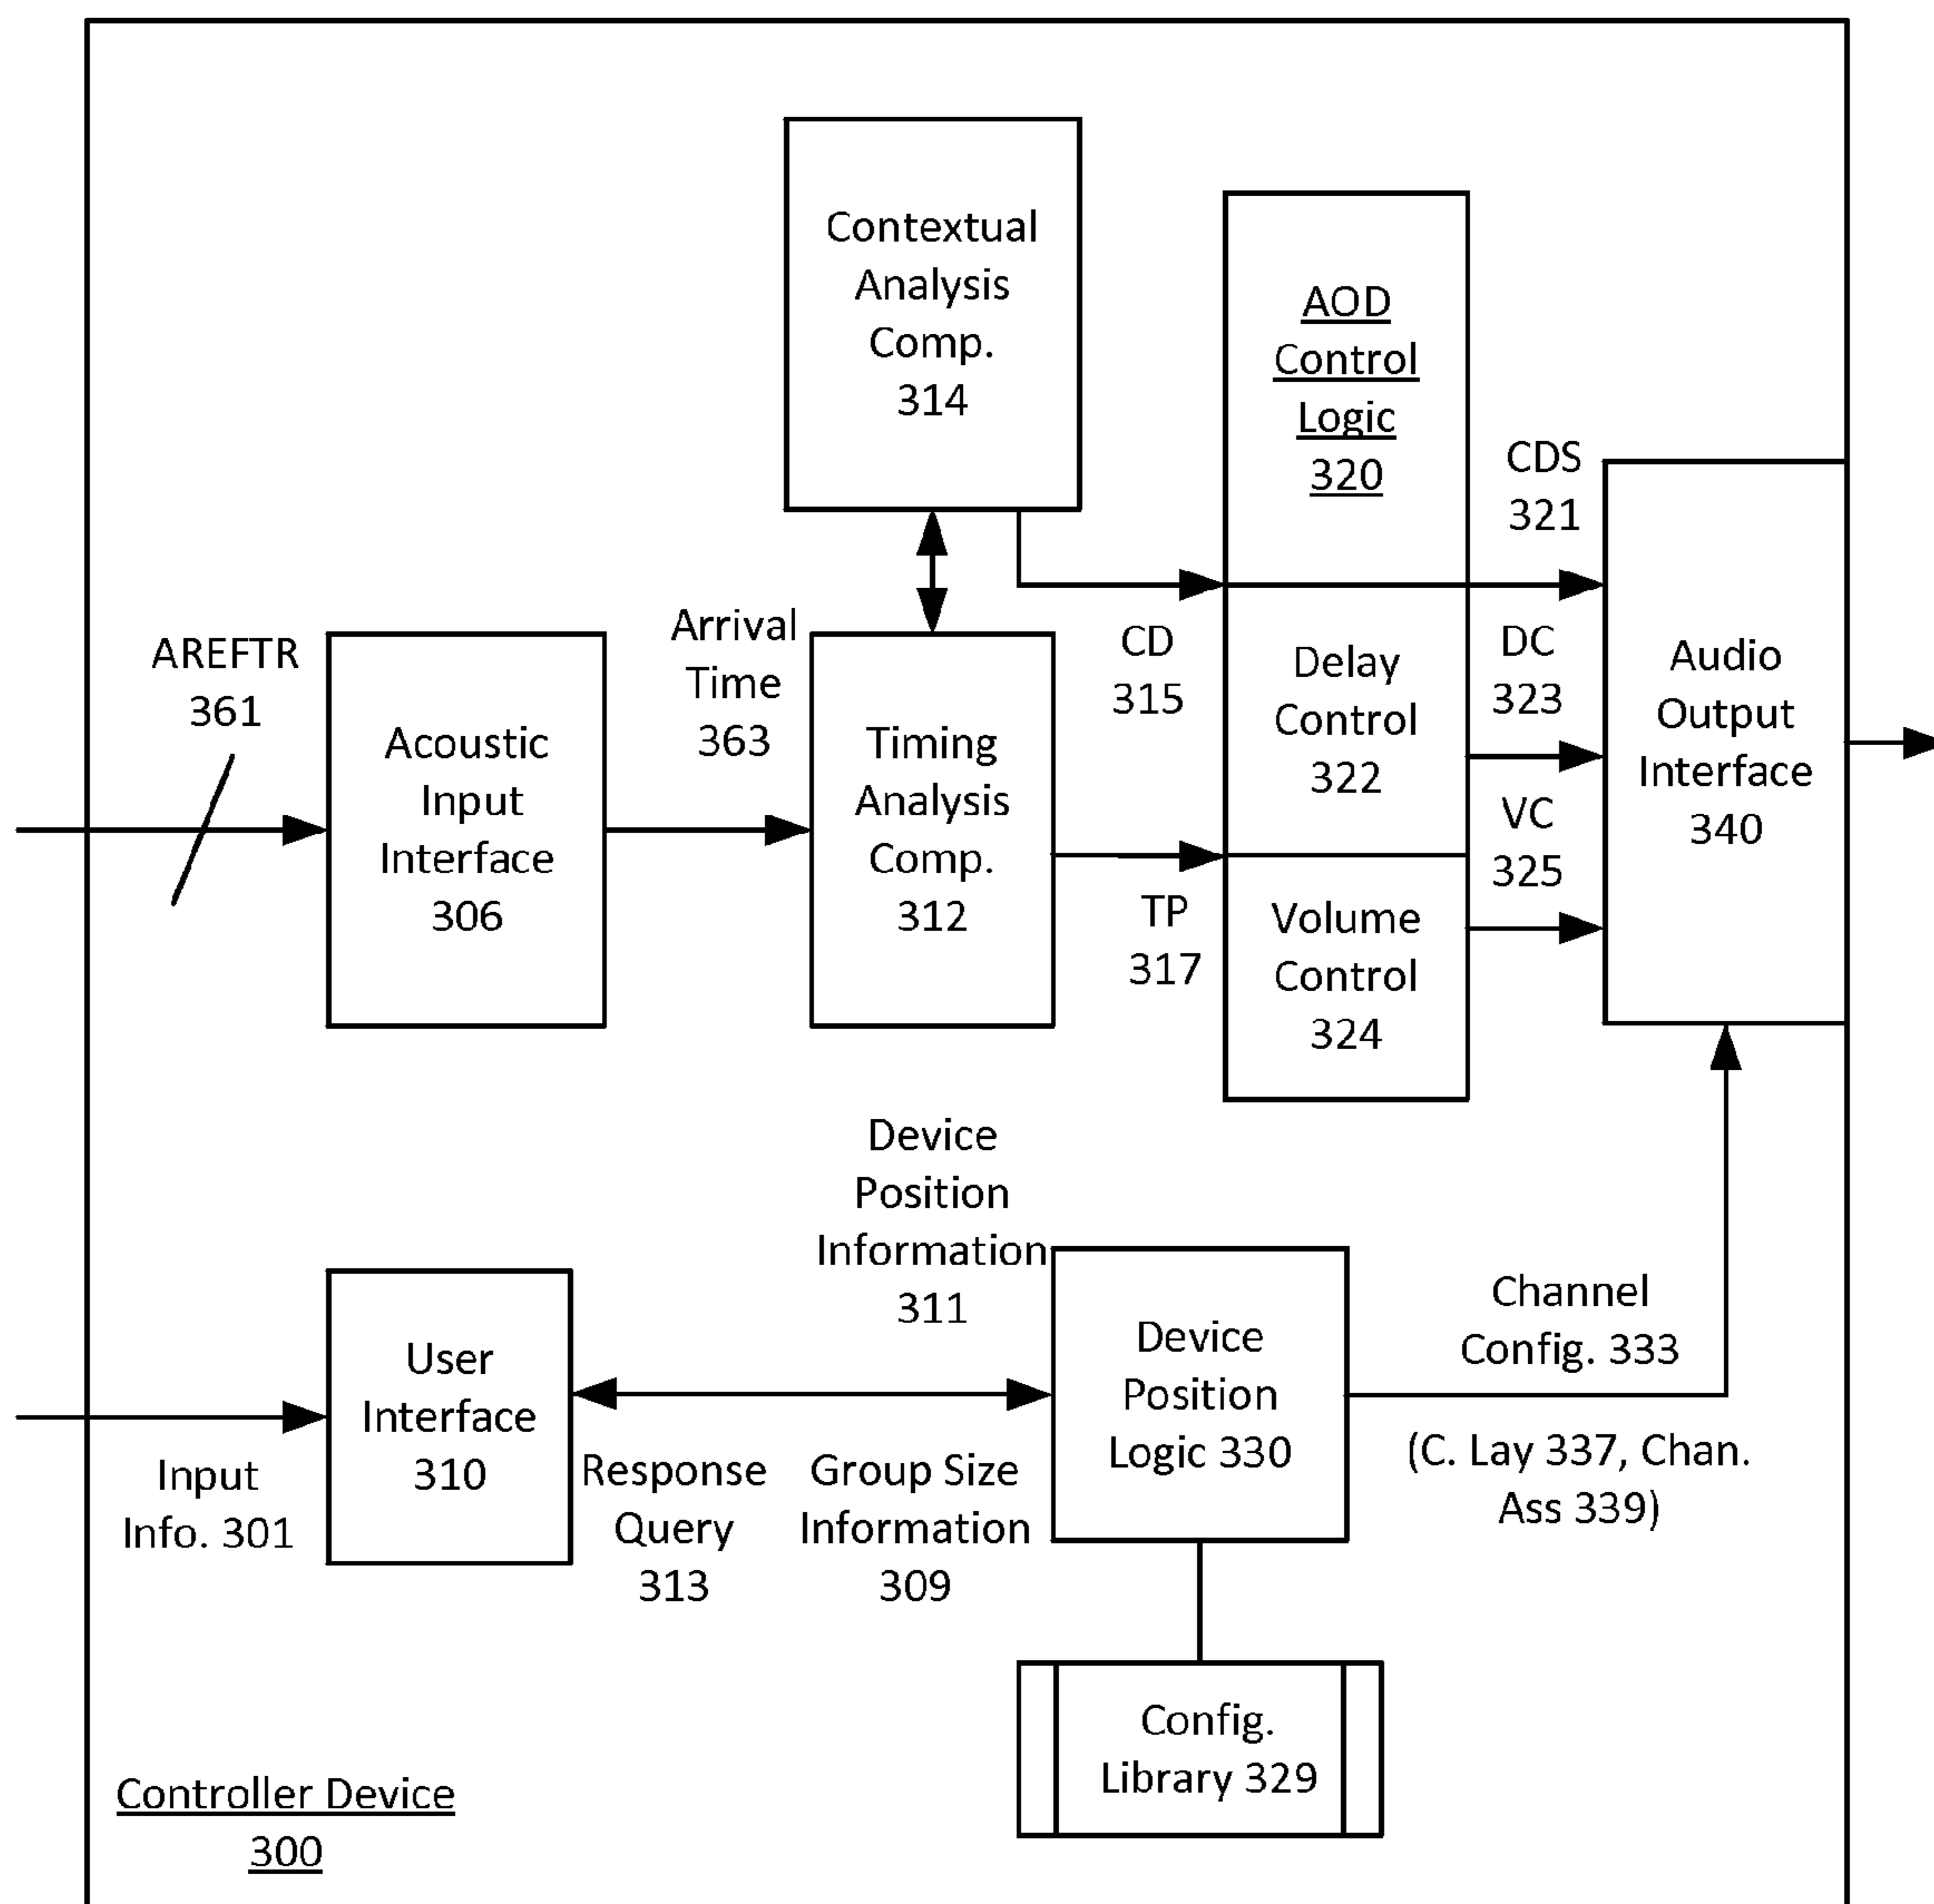 Contextual
Analysis
Comp.
314
AOD
Control
Logic
320
CDS
321
AREFTR
361
Acoustic
Input
Interface
306
Arrival
Time
363
Timing
Analysis
Comp.
312
CD
315
TP
317
Delay
Control
322
Volume
Control
324
DC
323
VC
325
Audio
Output
Interface
340
Device
Position
Information
311
User
Interface
310
Input
Info. 301
Response
Query
313
Group Size
Information
309
Device
Position
Logic 330
Channel
Config. 333
(C. Lay 337, Chan.
Ass 339)
Config.
Library 329
Controller Device
300